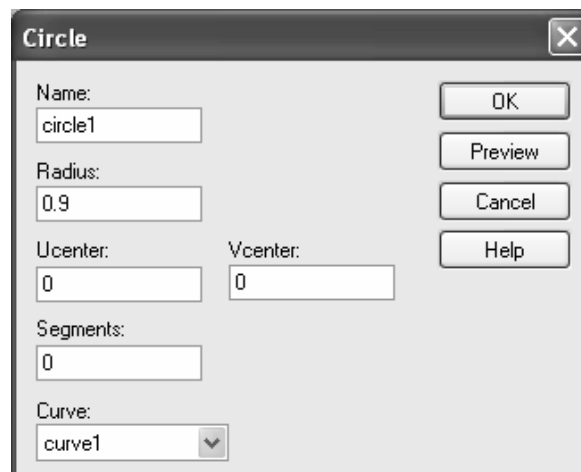 Circle
Name:
circle1
OK
Preview
Radius:
0.9
Cancel
Ucenter:
Vcenter:
Help
0
0
Segments:
0
Curve:
curve1